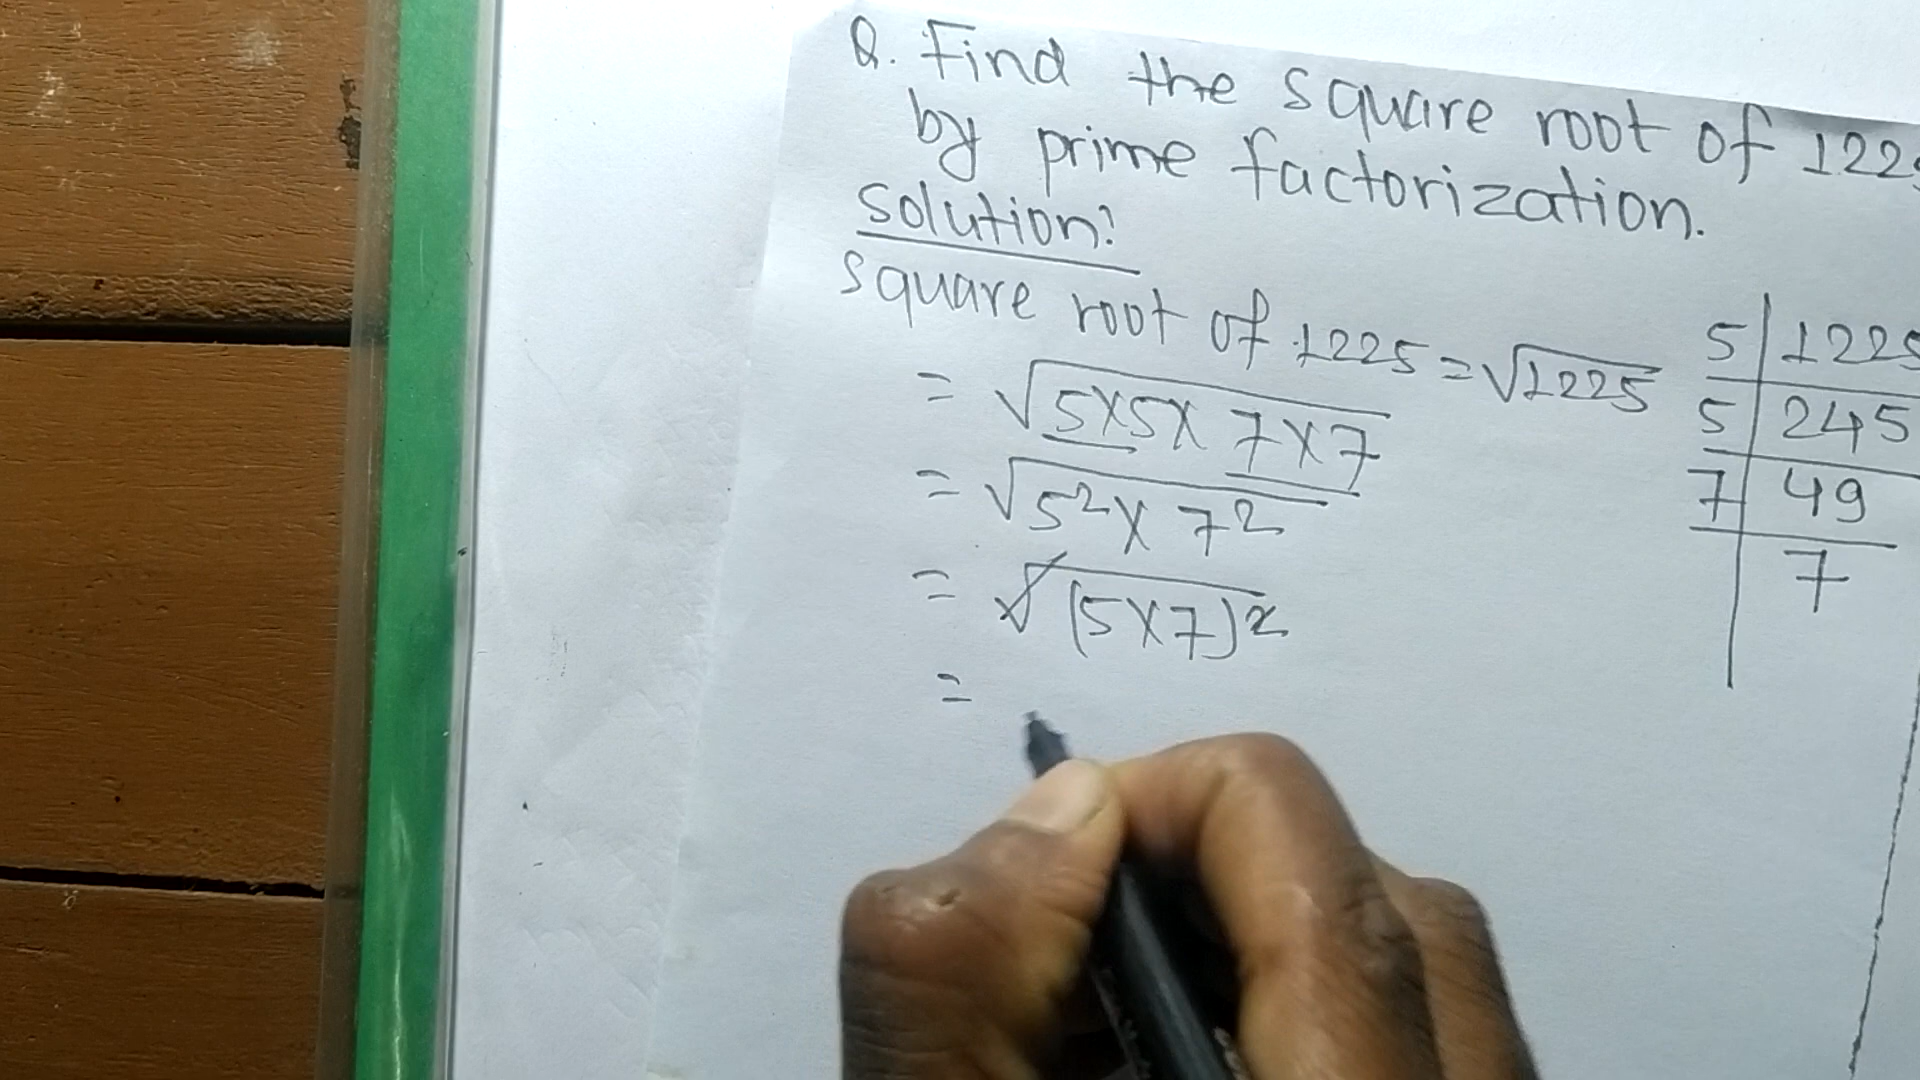 Q. Find the square root of 1225
by prime factorization.
Solution:
square root of 1225 = √1225
= √5×5×7×7
= √5²×7²
= √(5×7)²
=
5 | 1225
5 | 245
7 | 49
7